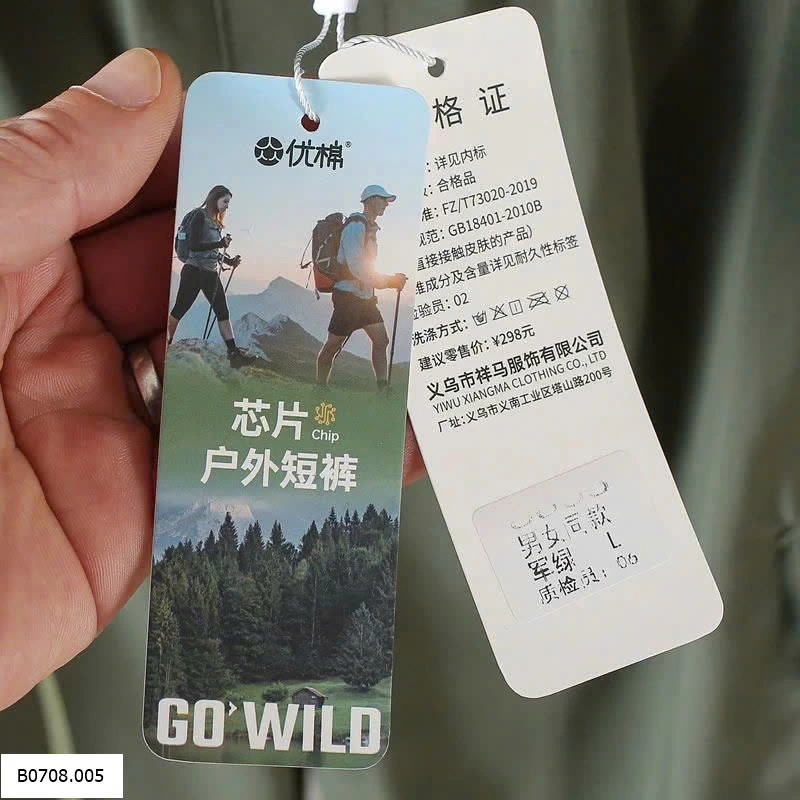 优棉®
芯片
Chip
户外短裤
GO WILD
格 证
: 详见内标
: 合格品
准: FZ/T73020-2019
规范: GB18401-2010B
直接接触皮肤的产品)
维成分及含量详见耐久性标签
检验员: 02
洗涤方式:
建议零售价: ¥298元
义乌市祥马服饰有限公司
YIWU XIANGMA CLOTHING CO., LTD
厂址: 义乌市义南工业区塔山路200号
男女同款
军绿 L
质检员: 06
B0708.005